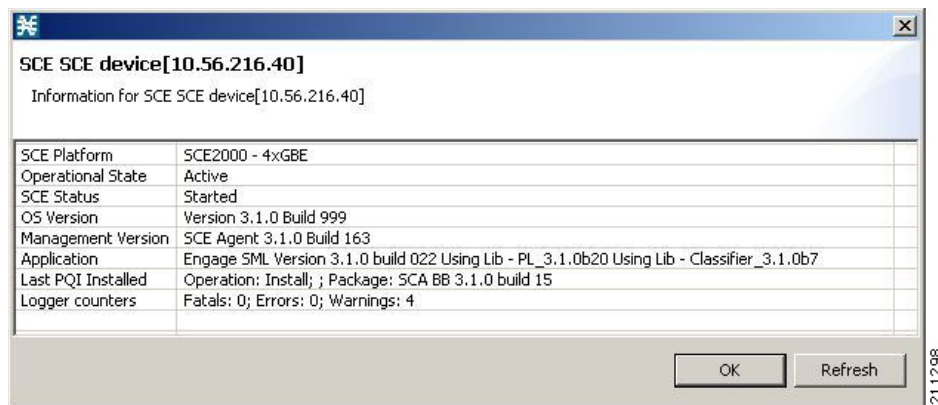 SCE SCE device[10.56.216.40]
Information for SCE SCE device[10.56.216.40]
SCE Platform SCE2000 - 4xGBE
Operational State Active
SCE Status Started
OS Version Version 3.1.0 Build 999
Management Version SCE Agent 3.1.0 Build 163
Application Engage SML Version 3.1.0 build 022 Using Lib - PL_3.1.0b20 Using Lib - Classifier_3.1.0b7
Last PQI Installed Operation: Install; ; Package: SCA BB 3.1.0 build 15
Logger counters Fatals: 0; Errors: 0; Warnings: 4
OK Refresh
211298